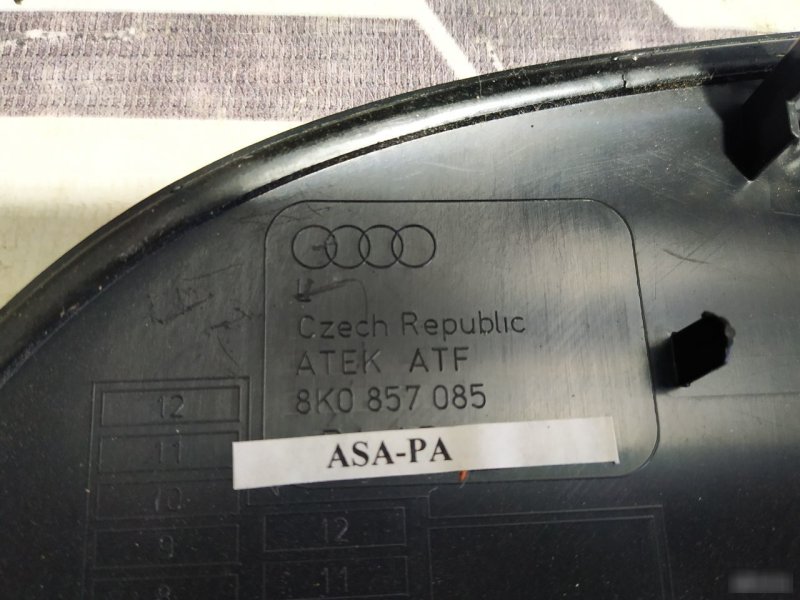 L
Czech Republic
ATEK ATF
8K0 857 085
ASA-PA
12
11
10
9
8
12
11